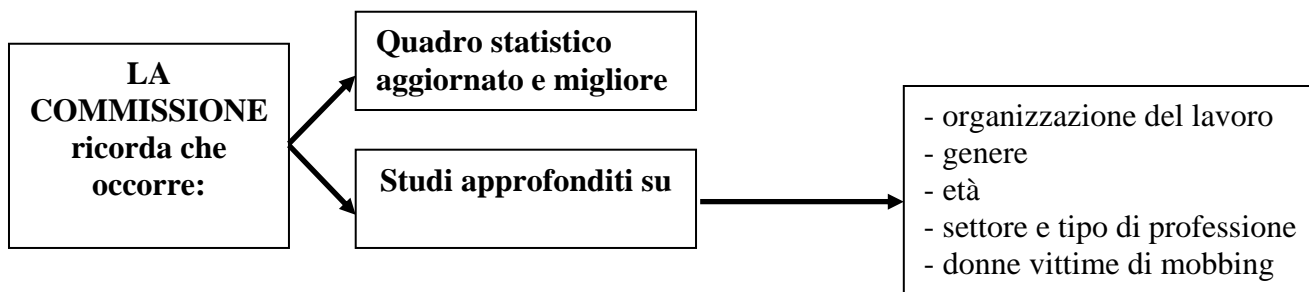 LA
COMMISSIONE
ricorda che
occorre:
Quadro statistico
aggiornato e migliore
Studi approfonditi su
- organizzazione del lavoro
- genere
- età
- settore e tipo di professione
- donne vittime di mobbing